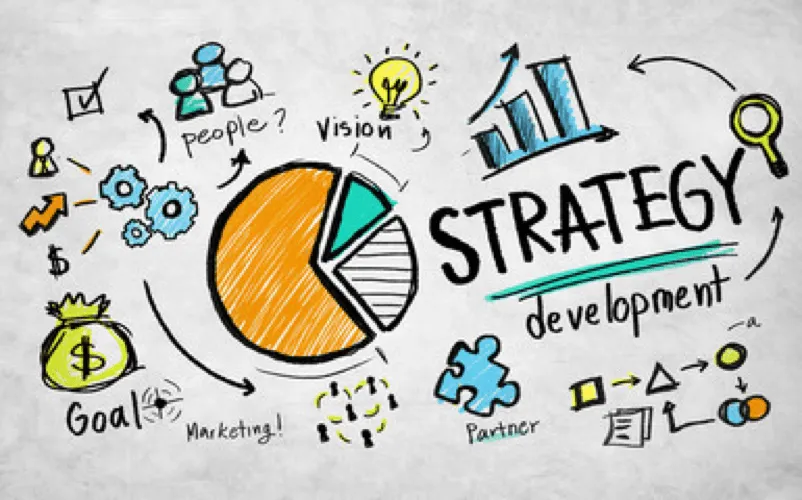 people?
Vision
STRATEGY
development
$
$
Goal
Marketing!
Partner
a